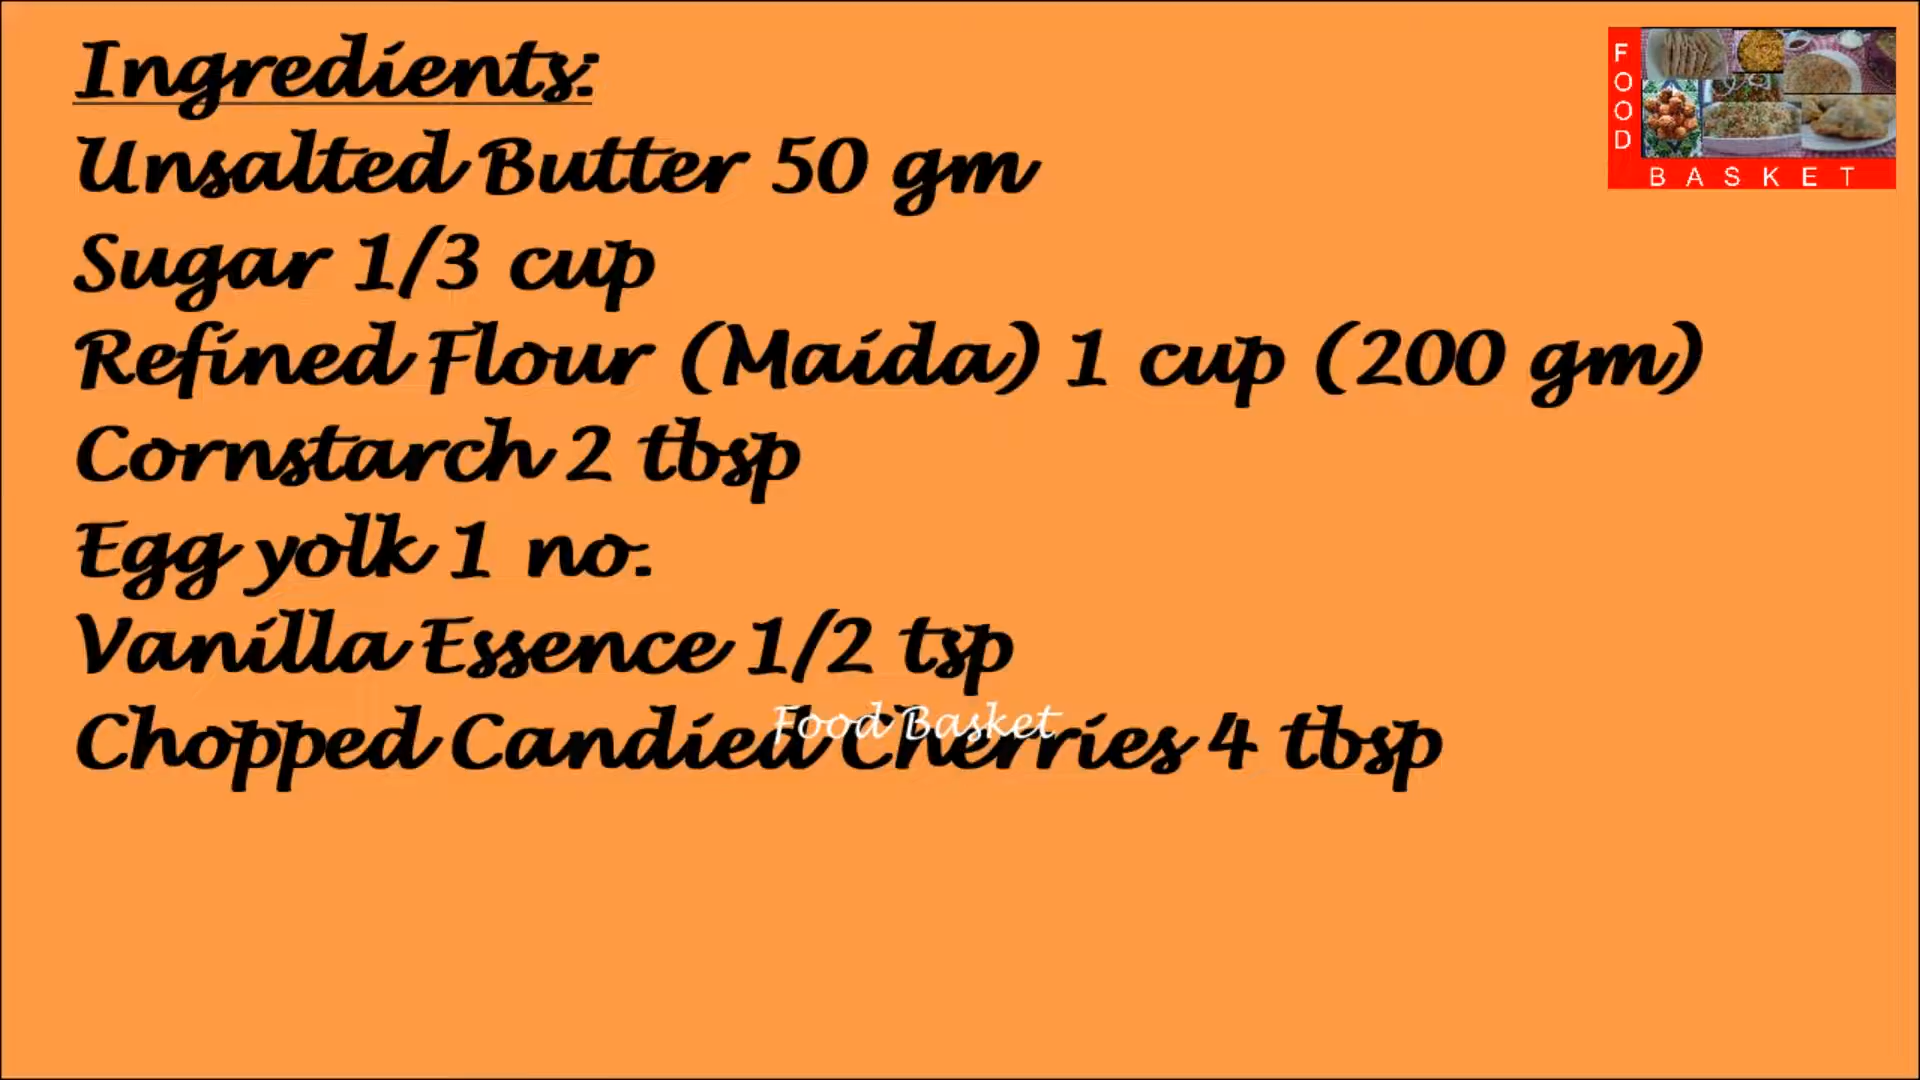 Ingredients:
Unsalted Butter 50 gm
Sugar 1/3 cup
Refined Flour (Maida) 1 cup (200 gm)
Cornstarch 2 tbsp
Egg yolk 1 no.
Vanilla Essence 1/2 tsp
Chopped Candied Cherries 4 tbsp
Food Basket
FOOD
BASKET